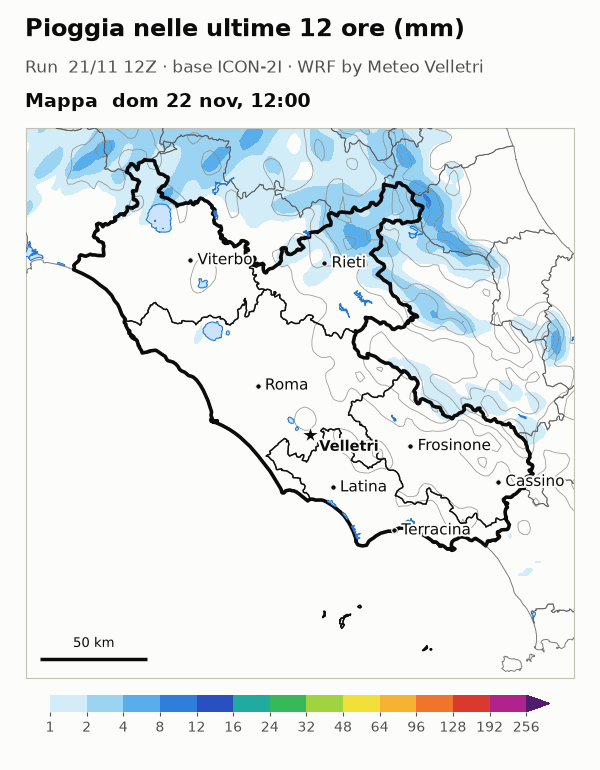 Pioggia nelle ultime 12 ore (mm)
Run  21/11 12Z · base ICON-2I · WRF by Meteo Velletri
Mappa  dom 22 nov, 12:00
Viterbo
Rieti
Roma
Velletri
Frosinone
Latina
Cassino
Terracina
50 km
1 2 4 8 12 16 24 32 48 64 96 128 192 256